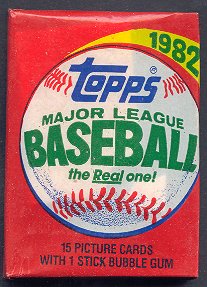 1982
Topps®
MAJOR LEAGUE
BASEBALL
the Real one!
15 PICTURE CARDS
WITH 1 STICK BUBBLE GUM